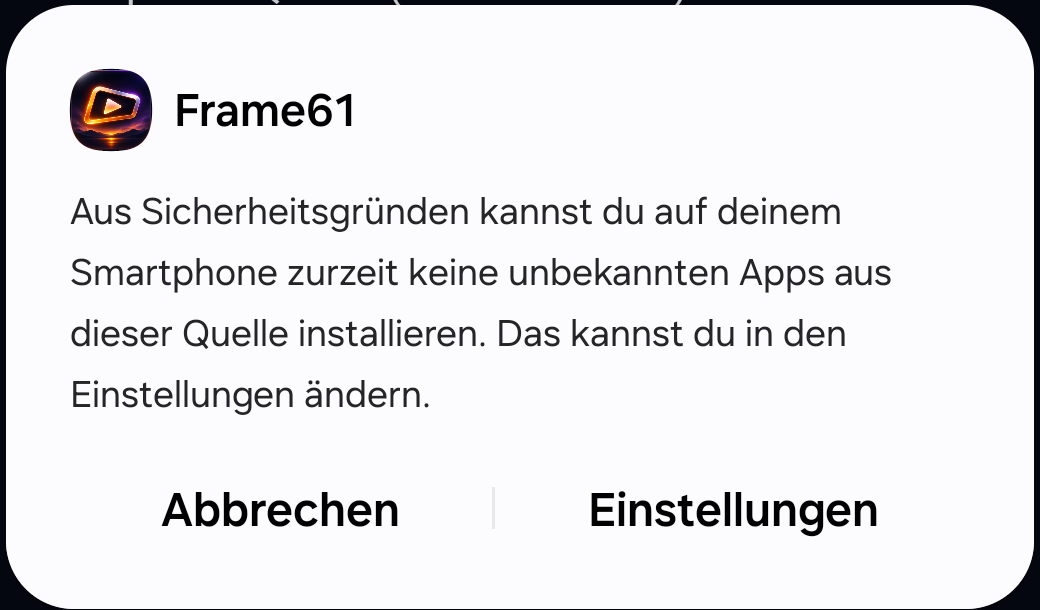 Frame61
Aus Sicherheitsgründen kannst du auf deinem
Smartphone zurzeit keine unbekannten Apps aus
dieser Quelle installieren. Das kannst du in den
Einstellungen ändern.
Abbrechen
Einstellungen